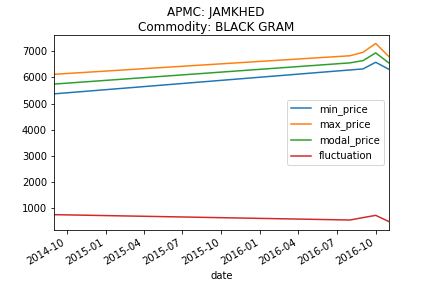 APMC: JAMKHED
Commodity: BLACK GRAM
7000
6000
5000
4000
3000
2000
1000
min_price
max_price
modal_price
fluctuation
2014-10
2015-01
2015-04
2015-07
2015-10
2016-01
2016-04
2016-07
2016-10
date